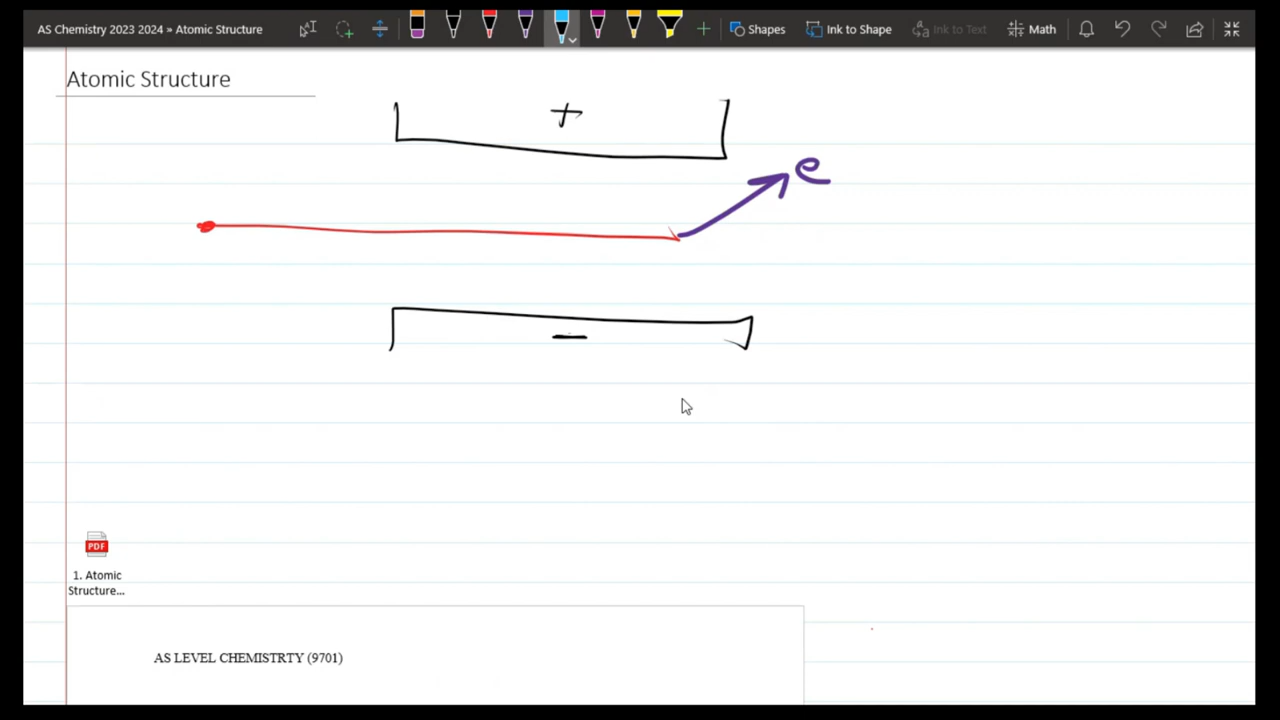 AS Chemistry 2023 2024 » Atomic Structure
Shapes
Ink to Shape
Ink to Text
Math
Atomic Structure
+
e
−
PDF
1. Atomic
Structure...
AS LEVEL CHEMISTRTY (9701)